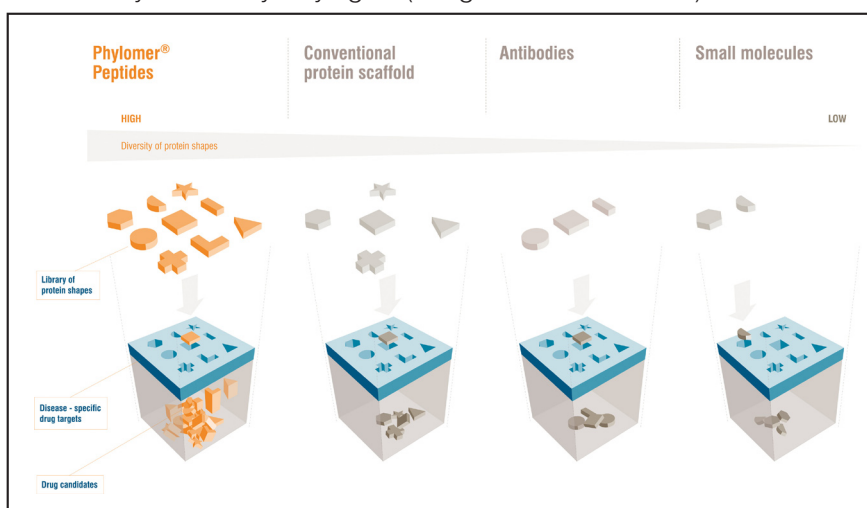 Phylomer® Peptides
Conventional protein scaffold
Antibodies
Small molecules
HIGH
LOW
Diversity of protein shapes
Library of protein shapes
Disease - specific drug targets
Drug candidates